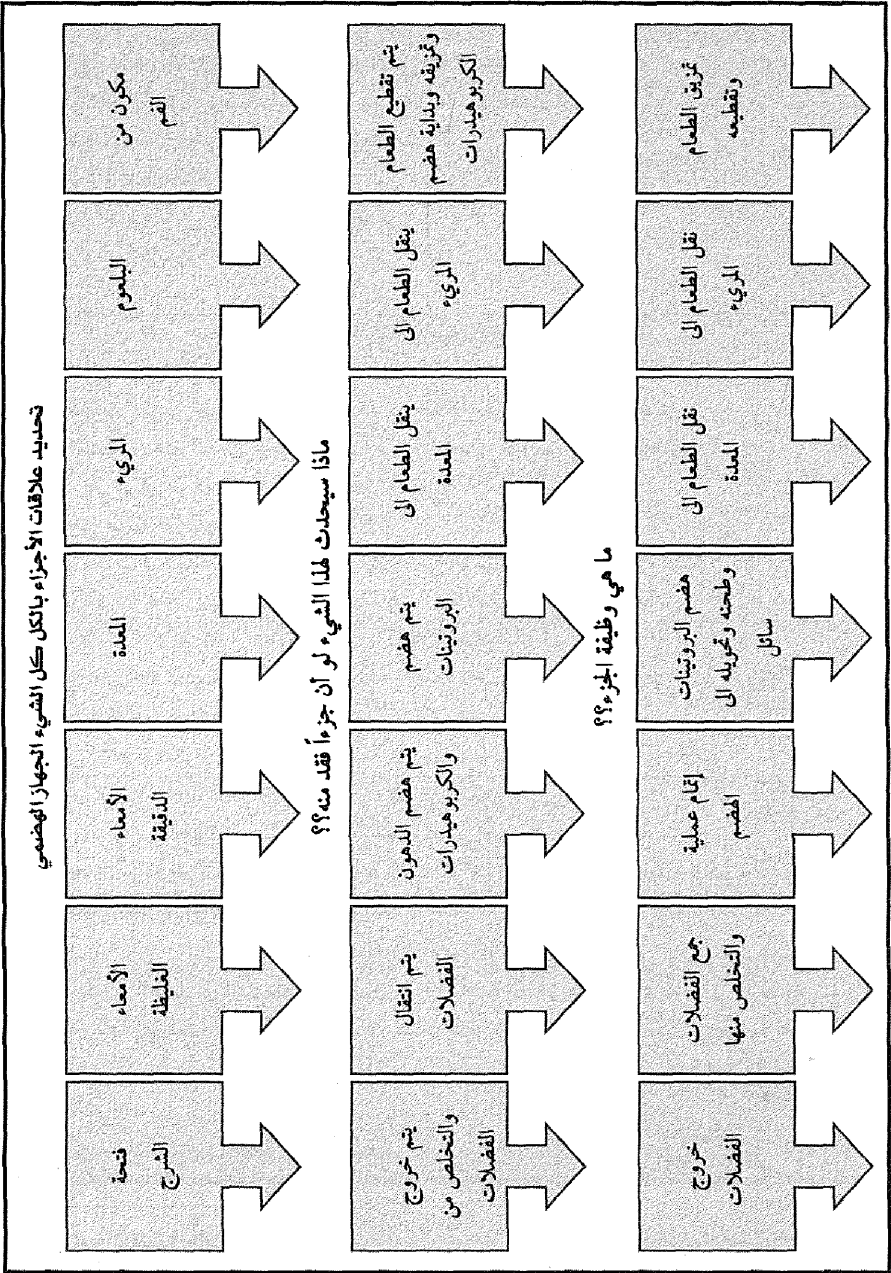 تحديد علاقات الأجزاء بالكل كل الشيء الجهاز الهضمي
مكون من
الفم
البلعوم
المريء
المعدة
الأمعاء
الدقيقة
الأمعاء
الغليظة
فتحة
الشرج
ماذا سيحدث لهذا الشيء لو أن جزءاً فقد منه؟؟
يتم تقطيع الطعام
وتمزيقه وبداية هضم
الكربوهيدرات
ينقل الطعام الى
المريء
ينقل الطعام الى
المعدة
يتم هضم
البروتينات
يتم هضم الدهون
والكربوهيدرات
يتم انتقال
الفضلات
يتم خروج
والتخلص من
الفضلات
ما هي وظيفة الجزء؟؟
تمزيق الطعام
وتقطيعه
نقل الطعام الى
المريء
نقل الطعام الى
المعدة
هضم البروتينات
وطحنه وتحويله الى
سائل
إتمام عملية
الهضم
جمع الفضلات
والتخلص منها
خروج
الفضلات